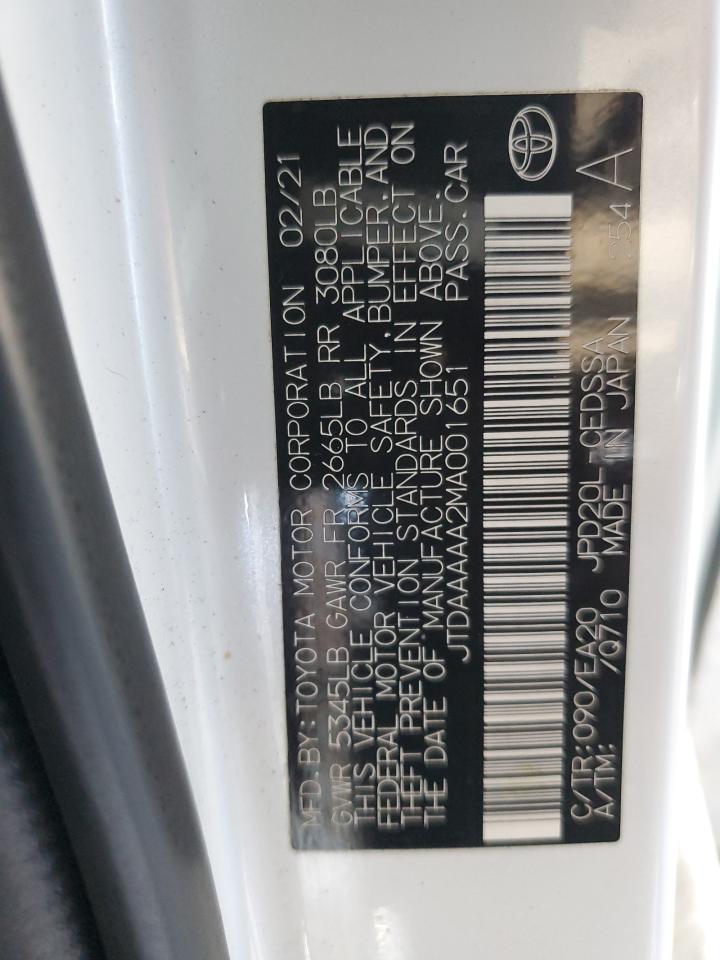 MFD.BY:TOYOTA MOTOR CORPORATION 02/21
GVWR 5345LB GAWR FR 2665LB RR 3080LB
THIS VEHICLE CONFORMS TO ALL APPLICABLE
FEDERAL MOTOR VEHICLE SAFETY,BUMPER,AND
THEFT PREVENTION STANDARDS IN EFFECT ON
THE DATE OF MANUFACTURE SHOWN ABOVE.
JTDAAAAA2MA001651 PASS.CAR
C/TR:090/EA20 JPD20L-CEDSSA
A/TM: /Q710 MADE IN JAPAN 254 A